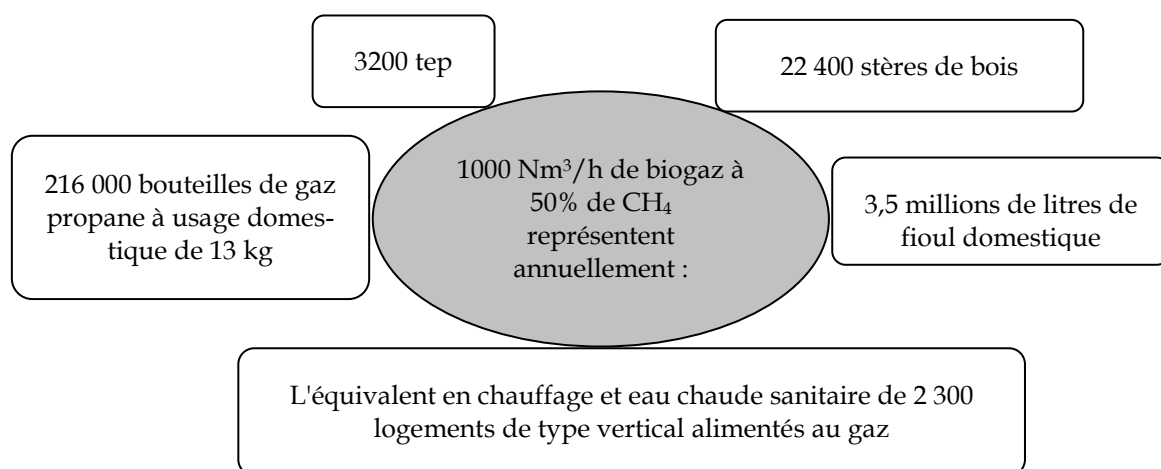 3200 tep
22 400 stères de bois
216 000 bouteilles de gaz
propane à usage domes-
tique de 13 kg
1000 Nm³/h de biogaz à
50% de CH₄
représentent
annuellement :
3,5 millions de litres de
fioul domestique
L'équivalent en chauffage et eau chaude sanitaire de 2 300
logements de type vertical alimentés au gaz